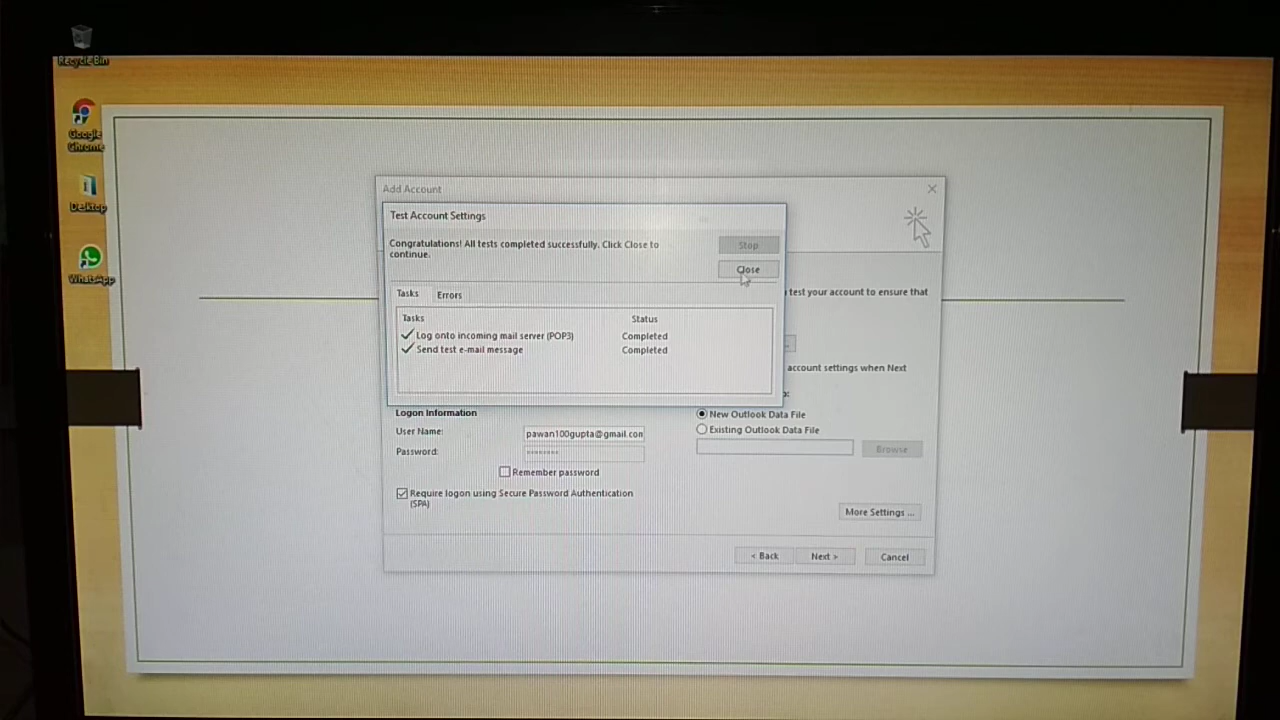 Recycle Bin
Google
Chrome
Desktop
WhatsApp
Add Account
Test Account Settings
Congratulations! All tests completed successfully. Click Close to
continue.
Stop
Close
Tasks Errors
Tasks Status
Log onto incoming mail server (POP3) Completed
Send test e-mail message Completed
test your account to ensure that
account settings when Next
Logon Information
User Name: pawan100gupta@gmail.con
Password: ********
Remember password
Require logon using Secure Password Authentication
(SPA)
New Outlook Data File
Existing Outlook Data File
Browse
More Settings ...
< Back Next > Cancel